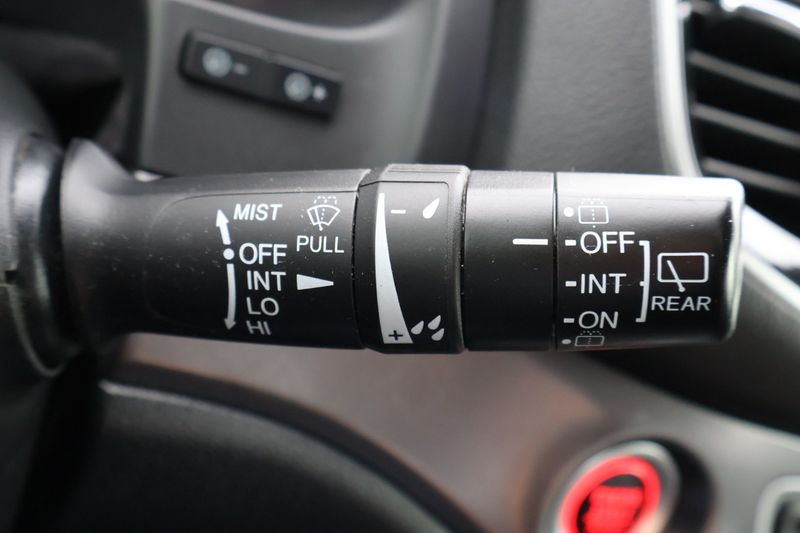 MIST
OFF
INT
LO
HI
PULL
-
+
OFF
INT
ON
REAR